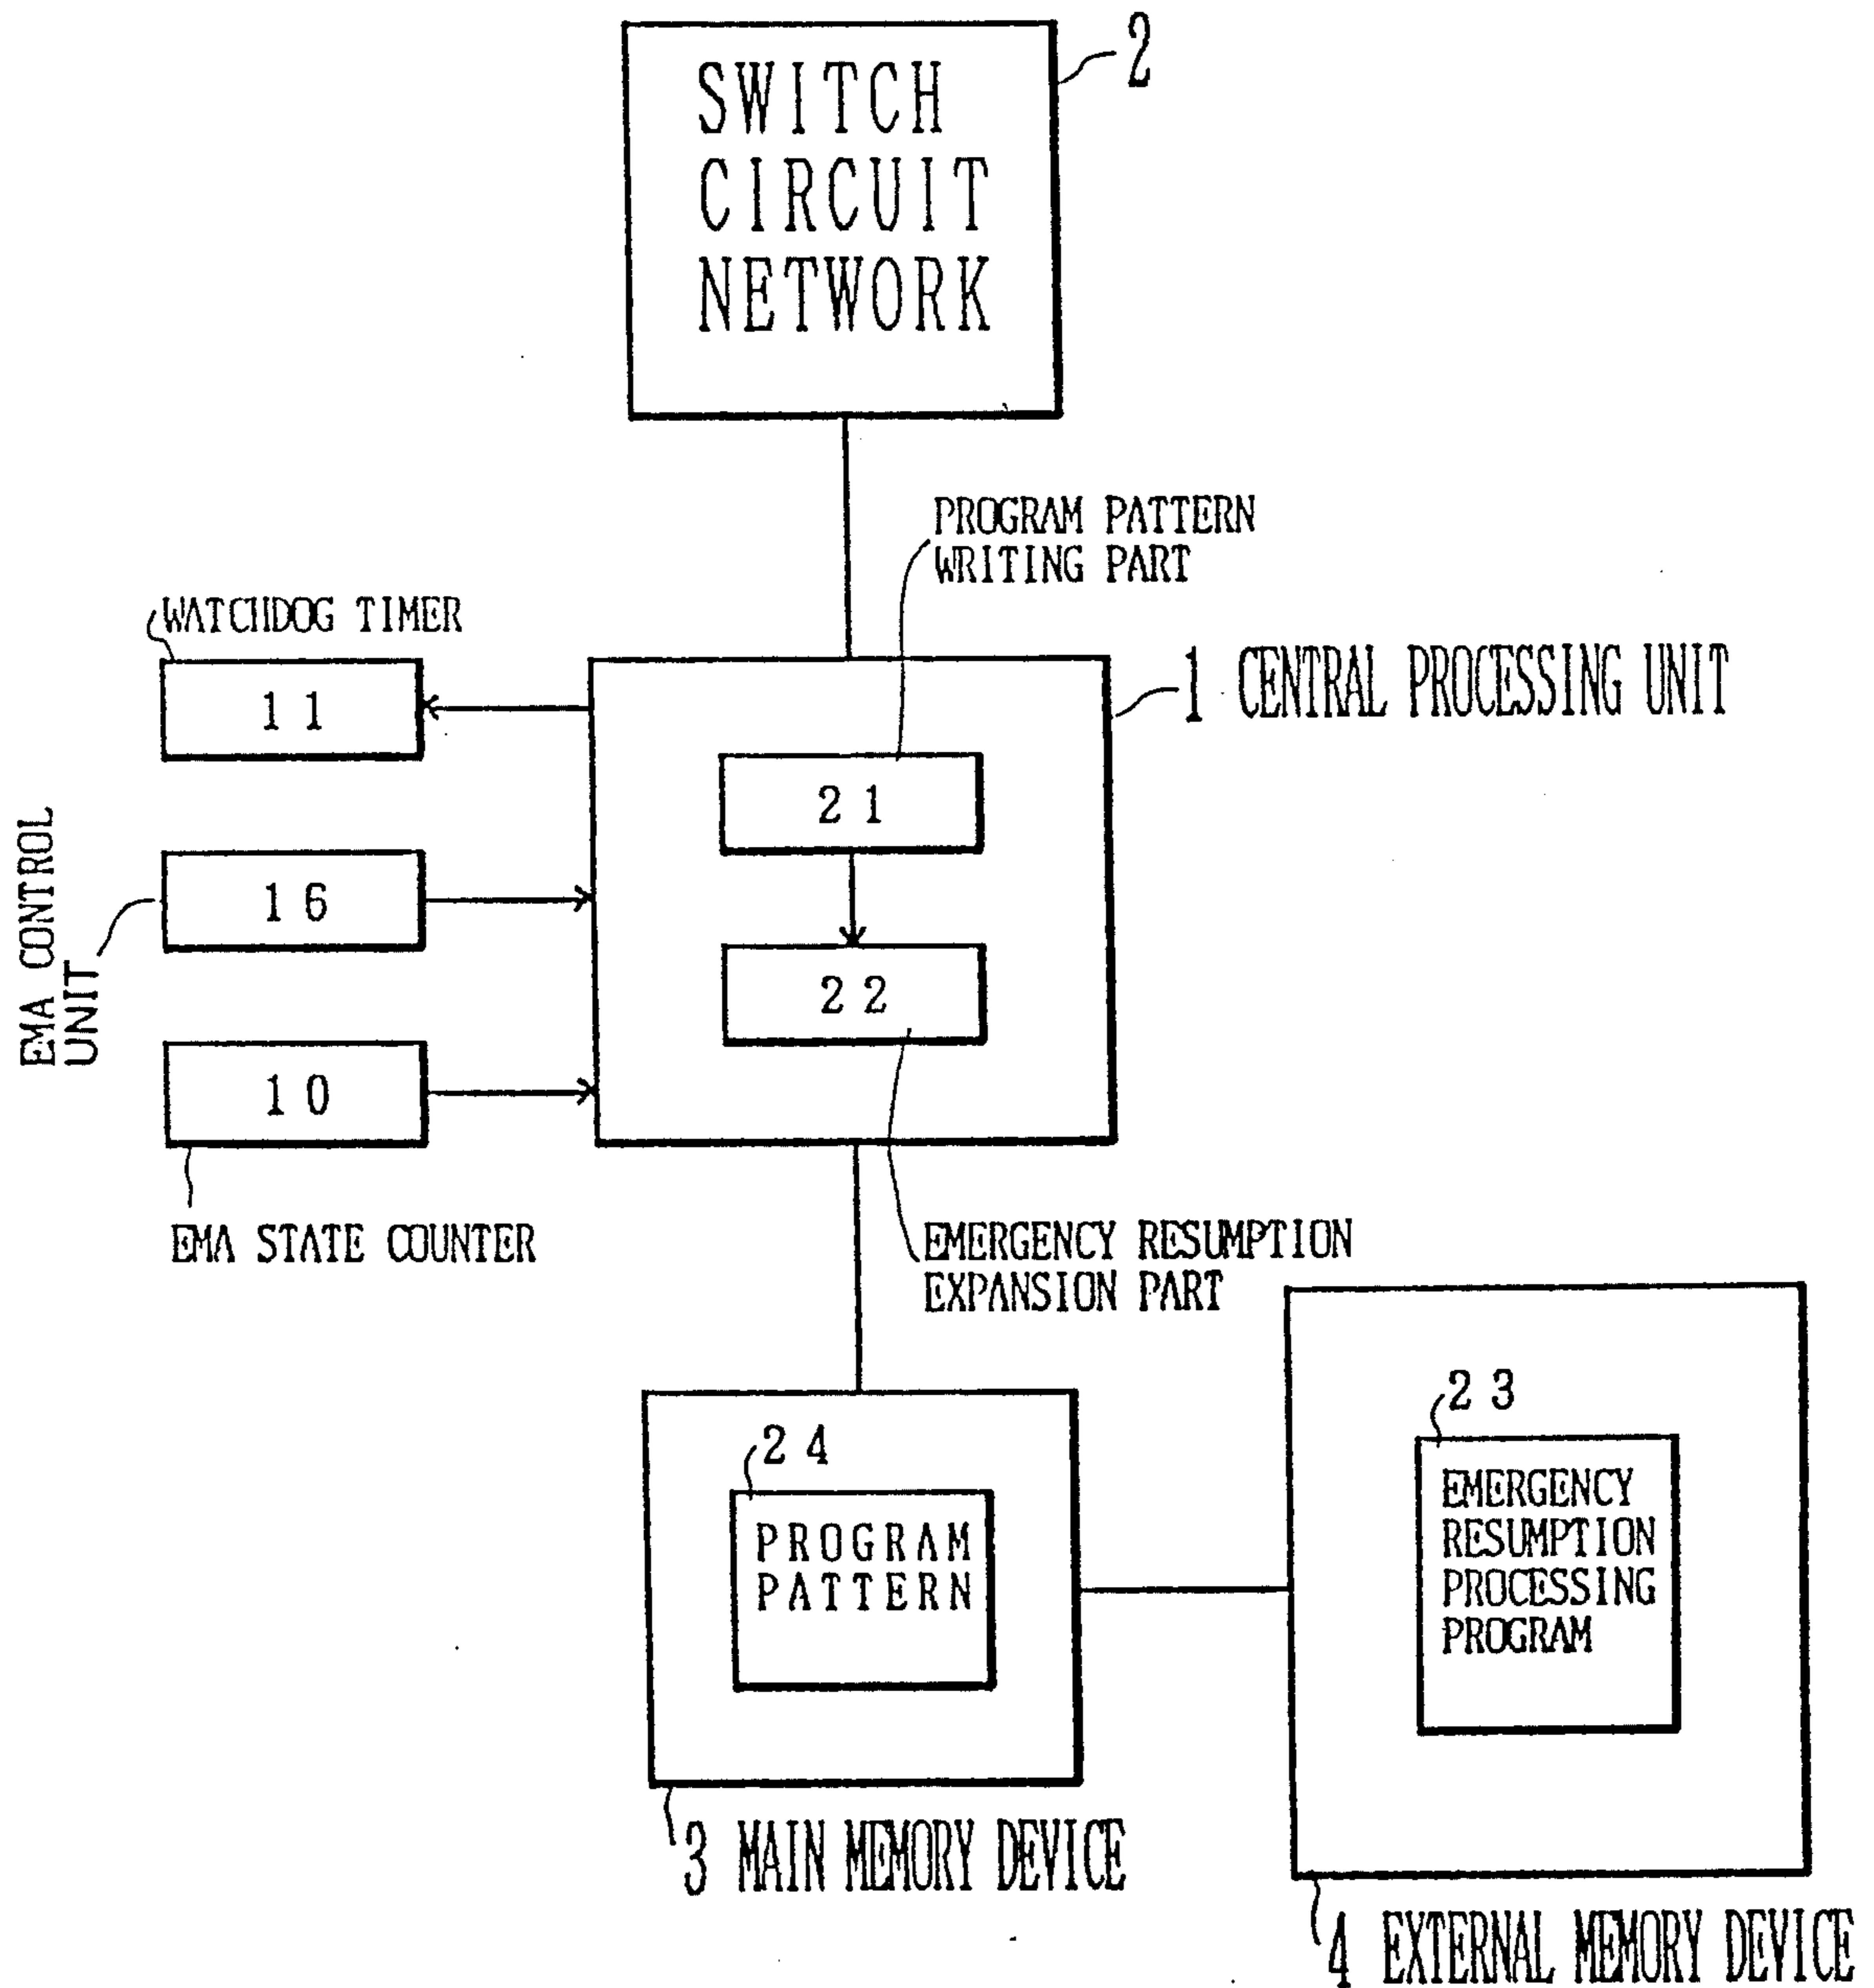 SWITCH
CIRCUIT
NETWORK
2
PROGRAM PATTERN
WRITING PART
WATCHDOG TIMER
11
1 CENTRAL PROCESSING UNIT
21
EMA CONTROL
UNIT
16
22
10
EMA STATE COUNTER
EMERGENCY RESUMPTION
EXPANSION PART
24
PROGRAM
PATTERN
23
EMERGENCY
RESUMPTION
PROCESSING
PROGRAM
3 MAIN MEMORY DEVICE
4 EXTERNAL MEMORY DEVICE